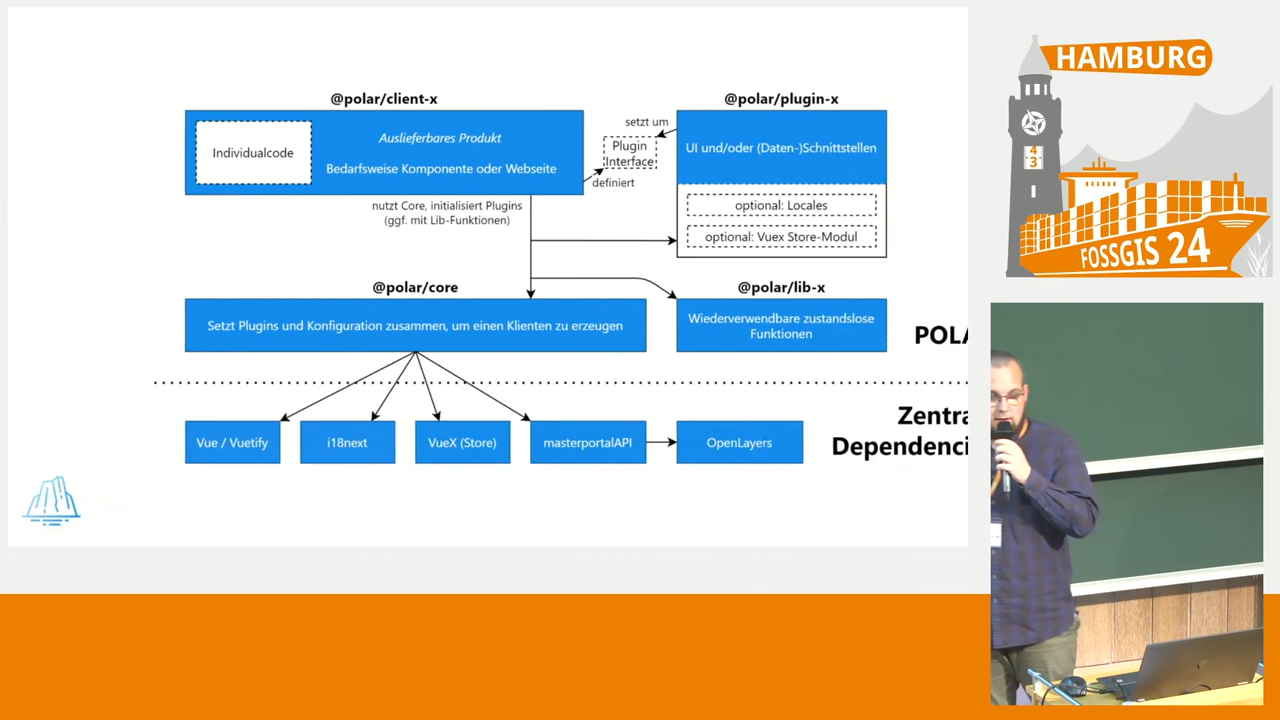 @polar/client-x
Individualcode
Auslieferbares Produkt
Bedarfsweise Komponente oder Webseite
setzt um
Plugin
Interface
definiert
@polar/plugin-x
UI und/oder (Daten-)Schnittstellen
optional: Locales
optional: Vuex Store-Modul
nutzt Core, initialisiert Plugins
(ggf. mit Lib-Funktionen)
@polar/core
Setzt Plugins und Konfiguration zusammen, um einen Klienten zu erzeugen
@polar/lib-x
Wiederverwendbare zustandslose
Funktionen
POLA
Zentra
Dependenci
Vue / Vuetify
i18next
VueX (Store)
masterportalAPI
OpenLayers
HAMBURG
4
3
FOSSGIS 24